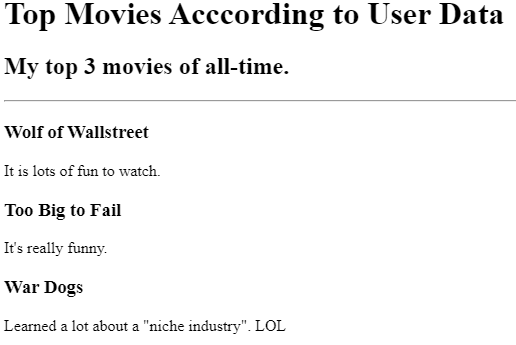 Top Movies Acccording to User Data
My top 3 movies of all-time.
Wolf of Wallstreet
It is lots of fun to watch.
Too Big to Fail
It's really funny.
War Dogs
Learned a lot about a "niche industry". LOL